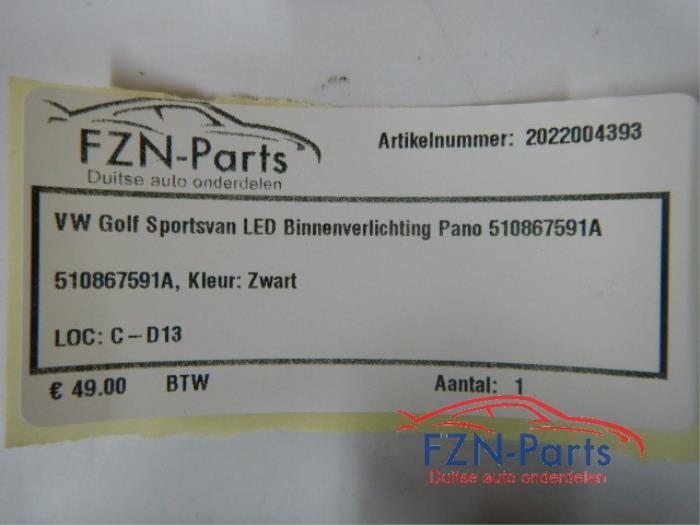 FZN-Parts
Duitse auto onderdelen
Artikelnummer: 2022004393
VW Golf Sportsvan LED Binnenverlichting Pano 510867591A
510867591A, Kleur: Zwart
LOC: C-D13
€ 49.00 BTW Aantal: 1
FZN-Parts
Duitse auto onderdelen